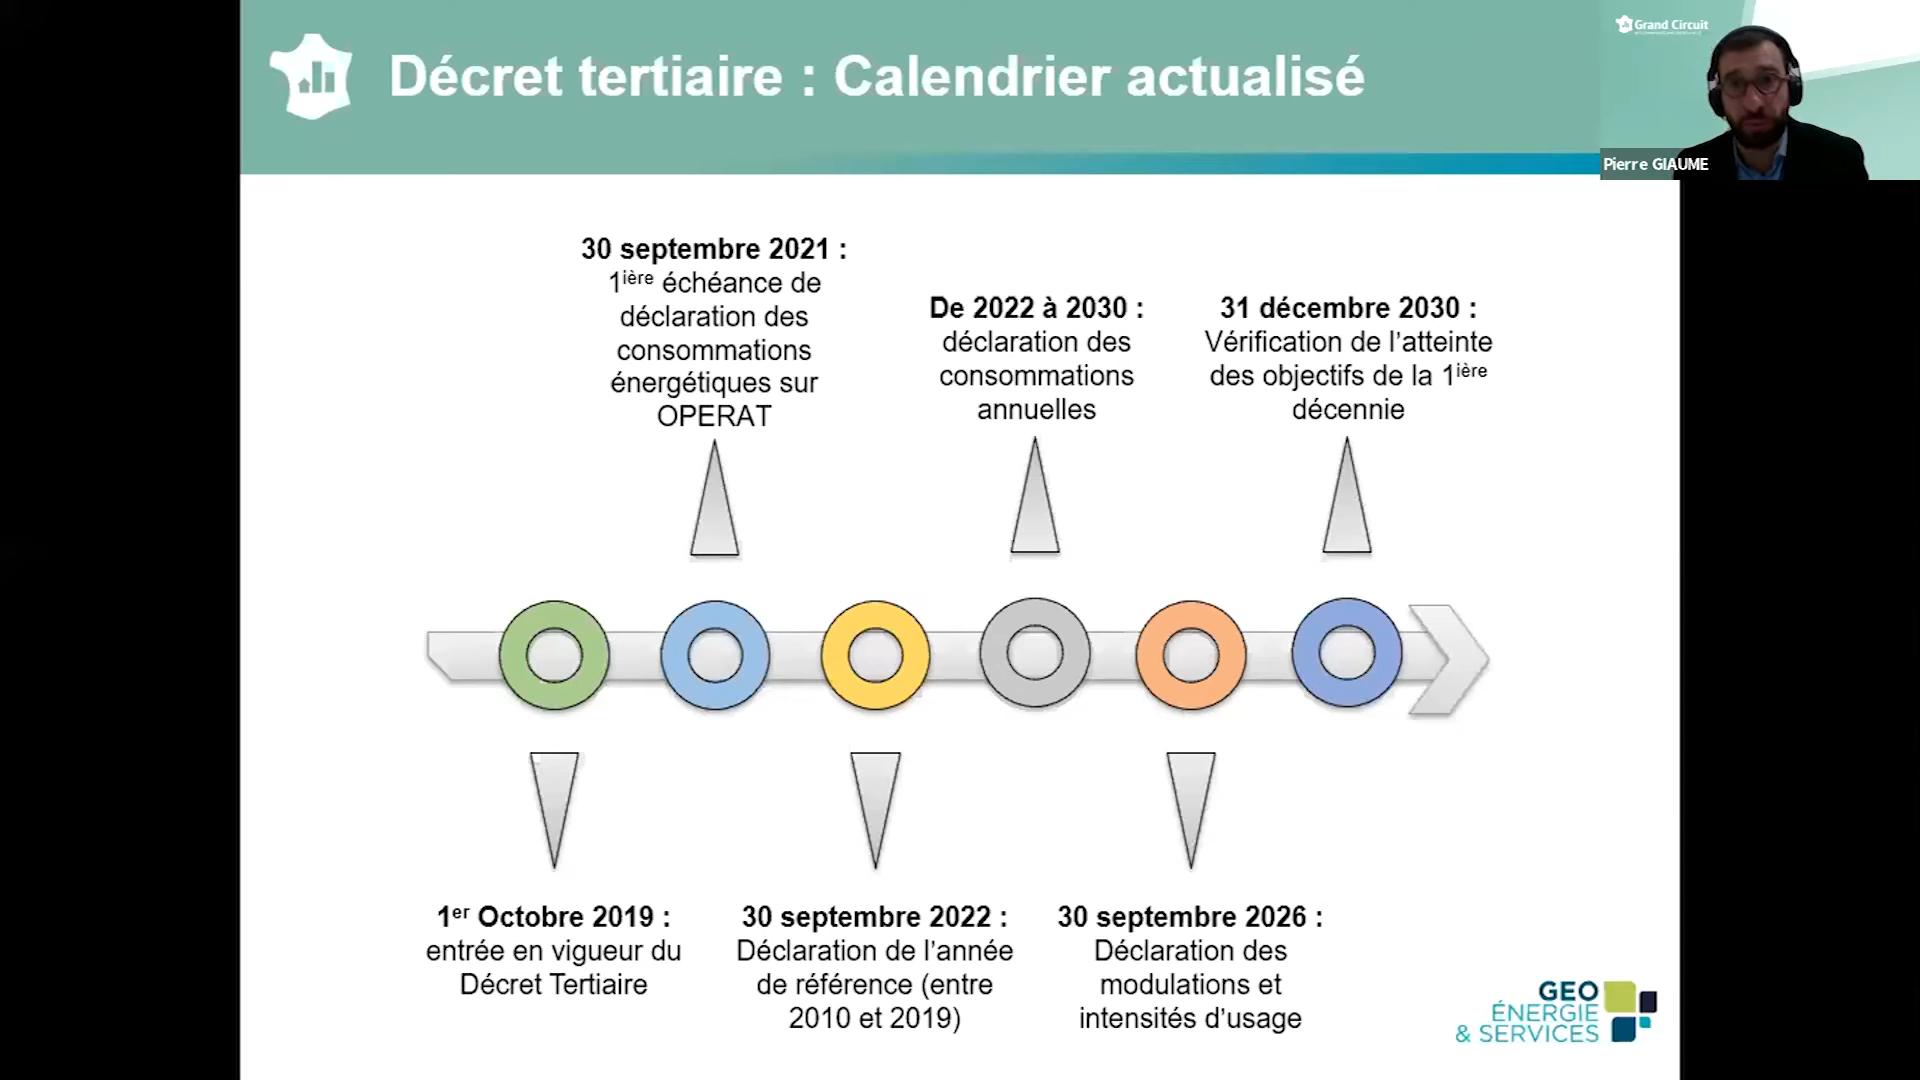 Décret tertiaire : Calendrier actualisé
Grand Circuit
Pierre GIAUME
30 septembre 2021 :
1ière échéance de
déclaration des
consommations
énergétiques sur
OPERAT
De 2022 à 2030 :
déclaration des
consommations
annuelles
31 décembre 2030 :
Vérification de l’atteinte
des objectifs de la 1ière
décennie
1er Octobre 2019 :
entrée en vigueur du
Décret Tertiaire
30 septembre 2022 :
Déclaration de l’année
de référence (entre
2010 et 2019)
30 septembre 2026 :
Déclaration des
modulations et
intensités d’usage
GEO
ÉNERGIE
& SERVICES